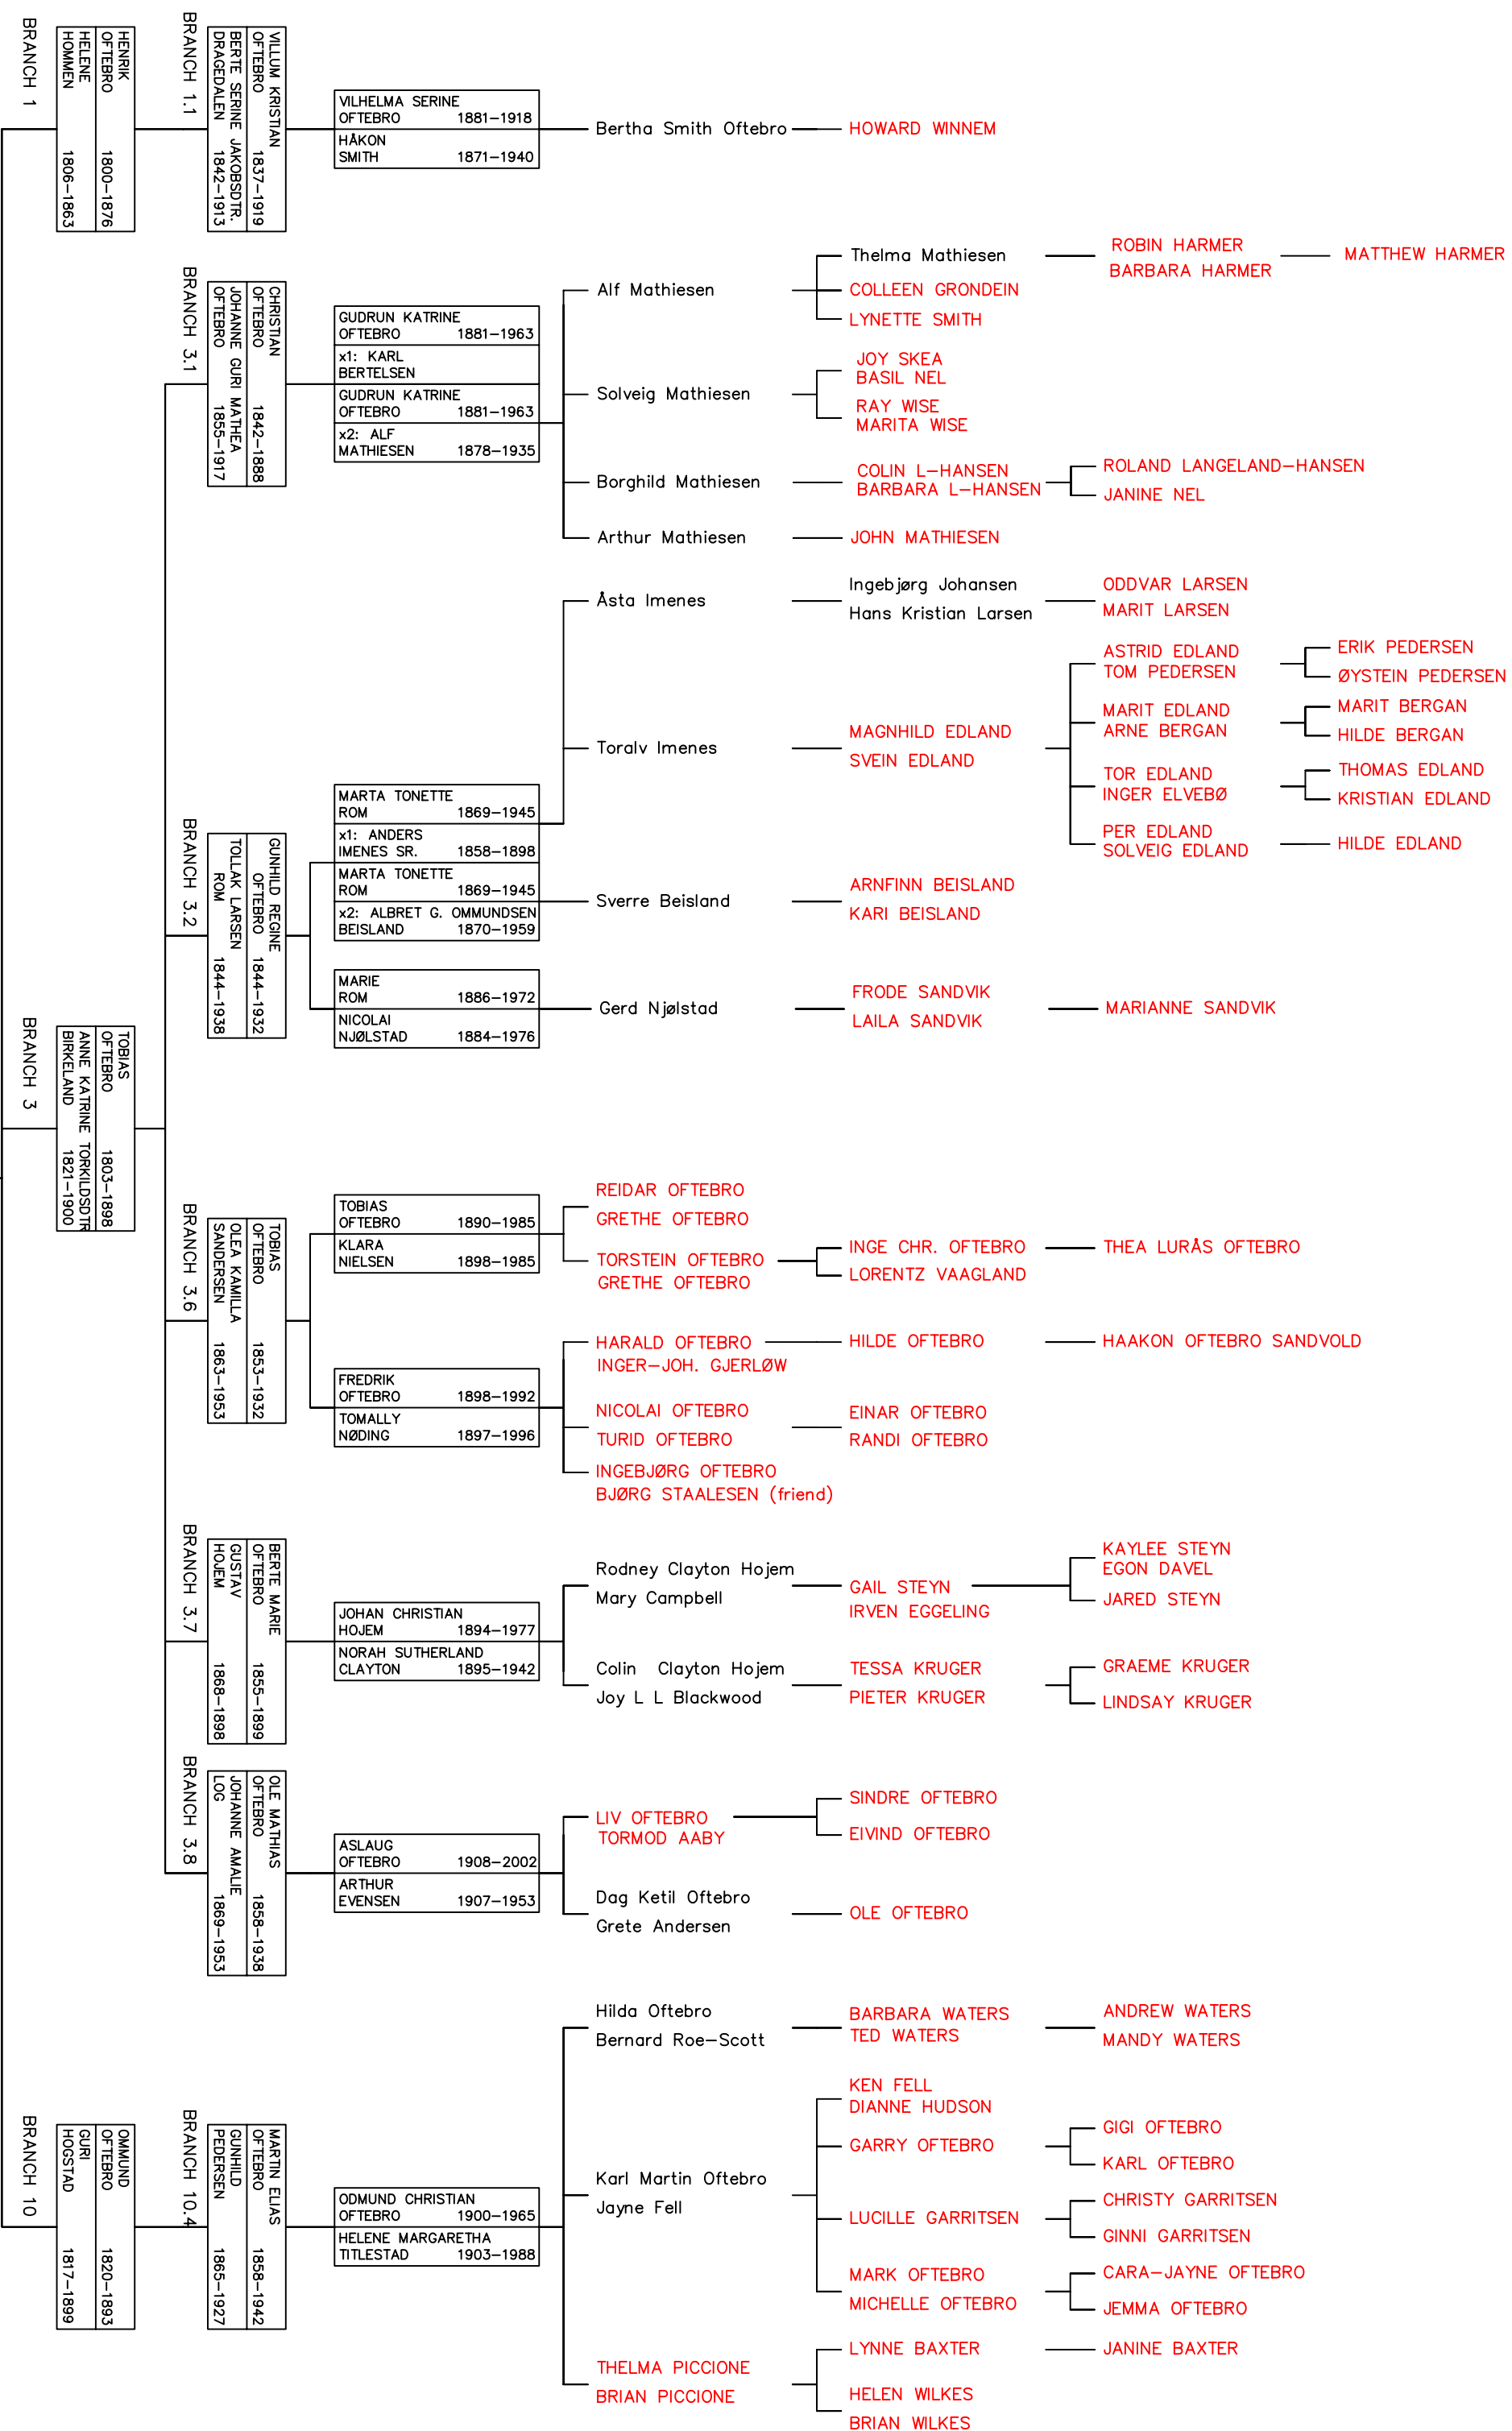 BRANCH 1
HENRIK
OFTEBRO 1800-1876
HELENE
HOMMEN 1806-1863
BRANCH 1.1
VILLUM KRISTIAN
OFTEBRO 1837-1919
BERTE SERINE JAKOBSDTR.
DRAGEDALEN 1842-1913
VILHELMA SERINE
OFTEBRO 1881-1918
HÅKON
SMITH 1871-1940
Bertha Smith Oftebro
HOWARD WINNEM
BRANCH 3
TOBIAS
OFTEBRO 1803-1898
ANNE KATRINE TORKILDSDTR
BIRKELAND 1821-1900
BRANCH 3.1
CHRISTIAN
OFTEBRO 1842-1888
JOHANNE GURI MATHEA
OFTEBRO 1855-1917
GUDRUN KATRINE
OFTEBRO 1881-1963
x1: KARL
BERTELSEN
GUDRUN KATRINE
OFTEBRO 1881-1963
x2: ALF
MATHIESEN 1878-1935
Alf Mathiesen
Thelma Mathiesen
ROBIN HARMER
BARBARA HARMER
MATTHEW HARMER
COLLEEN GRONDEIN
LYNETTE SMITH
Solveig Mathiesen
JOY SKEA
BASIL NEL
RAY WISE
MARITA WISE
Borghild Mathiesen
COLIN L-HANSEN
BARBARA L-HANSEN
ROLAND LANGELAND-HANSEN
JANINE NEL
Arthur Mathiesen
JOHN MATHIESEN
BRANCH 3.2
GUNHILD REGINE
OFTEBRO 1844-1932
TOLLAK LARSEN
ROM 1844-1938
MARTA TONETTE
ROM 1869-1945
x1: ANDERS
IMENES SR. 1858-1898
MARTA TONETTE
ROM 1869-1945
x2: ALBRET G. OMMUNDSEN
BEISLAND 1870-1959
Åsta Imenes
Ingebjørg Johansen
Hans Kristian Larsen
ODDVAR LARSEN
MARIT LARSEN
Toralv Imenes
MAGNHILD EDLAND
SVEIN EDLAND
ASTRID EDLAND
TOM PEDERSEN
ERIK PEDERSEN
ØYSTEIN PEDERSEN
MARIT EDLAND
ARNE BERGAN
MARIT BERGAN
HILDE BERGAN
TOR EDLAND
INGER ELVEBØ
THOMAS EDLAND
KRISTIAN EDLAND
PER EDLAND
SOLVEIG EDLAND
HILDE EDLAND
Sverre Beisland
ARNFINN BEISLAND
KARI BEISLAND
MARIE
ROM 1886-1972
NICOLAI
NJØLSTAD 1884-1976
Gerd Njølstad
FRODE SANDVIK
LAILA SANDVIK
MARIANNE SANDVIK
BRANCH 3.6
TOBIAS
OFTEBRO 1853-1932
OLEA KAMILLA
SANDERSEN 1863-1953
TOBIAS
OFTEBRO 1890-1985
KLARA
NIELSEN 1898-1985
REIDAR OFTEBRO
GRETHE OFTEBRO
TORSTEIN OFTEBRO
GRETHE OFTEBRO
INGE CHR. OFTEBRO
THEA LURÅS OFTEBRO
LORENTZ VAAGLAND
FREDRIK
OFTEBRO 1898-1992
TOMALLY
NØDING 1897-1996
HARALD OFTEBRO
INGER-JOH. GJERLØW
HILDE OFTEBRO
HAAKON OFTEBRO SANDVOLD
NICOLAI OFTEBRO
TURID OFTEBRO
EINAR OFTEBRO
RANDI OFTEBRO
INGEBJØRG OFTEBRO
BJØRG STAALESEN (friend)
BRANCH 3.7
BERTE MARIE
OFTEBRO 1855-1899
GUSTAV
HOJEM 1868-1898
JOHAN CHRISTIAN
HOJEM 1894-1977
NORAH SUTHERLAND
CLAYTON 1895-1942
Rodney Clayton Hojem
Mary Campbell
GAIL STEYN
IRVEN EGGELING
KAYLEE STEYN
EGON DAVEL
JARED STEYN
Colin Clayton Hojem
Joy L L Blackwood
TESSA KRUGER
PIETER KRUGER
GRAEME KRUGER
LINDSAY KRUGER
BRANCH 3.8
OLE MATHIAS
OFTEBRO 1858-1938
JOHANNE AMALIE
LOG 1869-1953
ASLAUG
OFTEBRO 1908-2002
ARTHUR
EVENSEN 1907-1953
LIV OFTEBRO
TORMOD AABY
SINDRE OFTEBRO
EIVIND OFTEBRO
Dag Ketil Oftebro
Grete Andersen
OLE OFTEBRO
BRANCH 10
OMMUND
OFTEBRO 1820-1893
GURI
HOGSTAD 1817-1899
BRANCH 10.4
MARTIN ELIAS
OFTEBRO 1858-1942
GUNHILD
PEDERSEN 1865-1927
ODMUND CHRISTIAN
OFTEBRO 1900-1965
HELENE MARGARETHA
TITLESTAD 1903-1988
Hilda Oftebro
Bernard Roe-Scott
BARBARA WATERS
TED WATERS
ANDREW WATERS
MANDY WATERS
Karl Martin Oftebro
Jayne Fell
KEN FELL
DIANNE HUDSON
GARRY OFTEBRO
GIGI OFTEBRO
KARL OFTEBRO
LUCILLE GARRITSEN
CHRISTY GARRITSEN
GINNI GARRITSEN
MARK OFTEBRO
MICHELLE OFTEBRO
CARA-JAYNE OFTEBRO
JEMMA OFTEBRO
THELMA PICCIONE
BRIAN PICCIONE
LYNNE BAXTER
JANINE BAXTER
HELEN WILKES
BRIAN WILKES